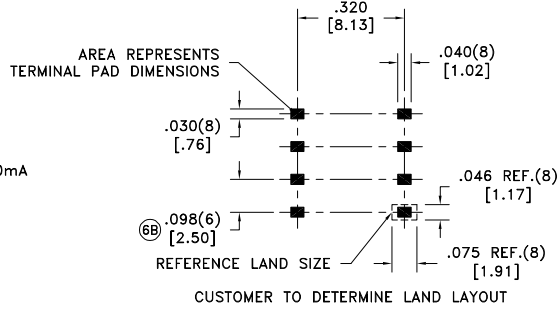 .320
[8.13]
AREA REPRESENTS
TERMINAL PAD DIMENSIONS
.040(8)
[1.02]
.030(8)
[.76]
0mA
.046 REF.(8)
[1.17]
6B
.098(6)
[2.50]
REFERENCE LAND SIZE
.075 REF.(8)
[1.91]
CUSTOMER TO DETERMINE LAND LAYOUT